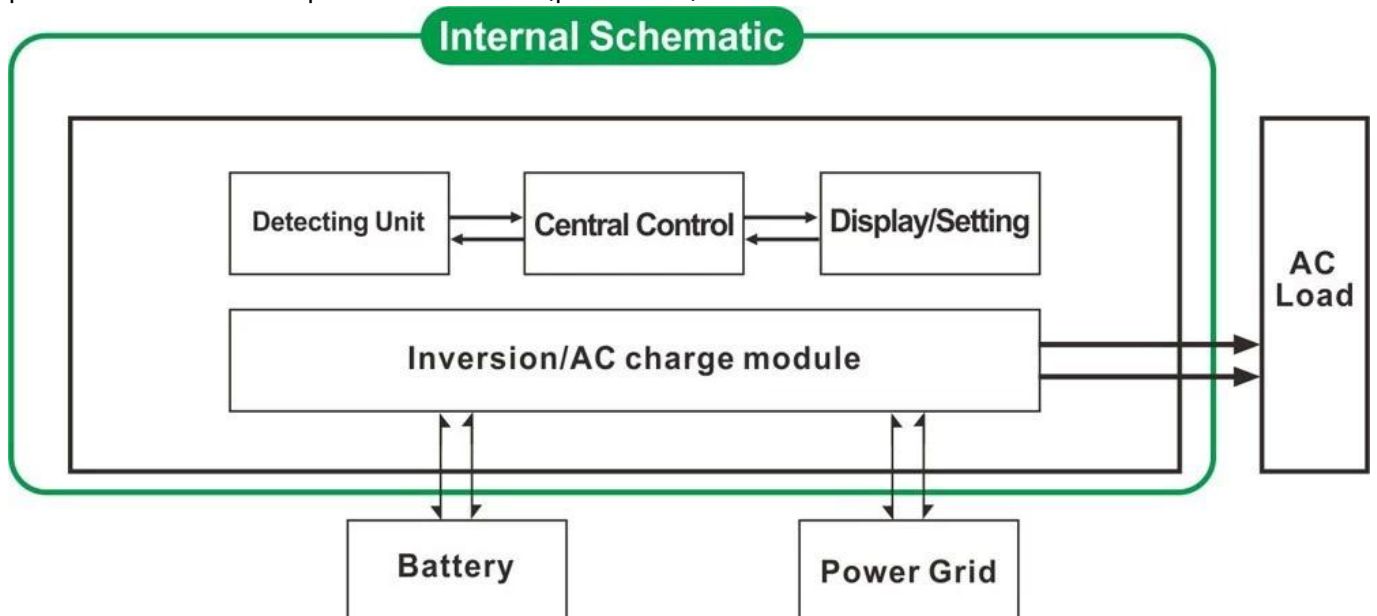 Internal Schematic
Detecting Unit
Central Control
Display/Setting
AC
Load
Inversion/AC charge module
Battery
Power Grid